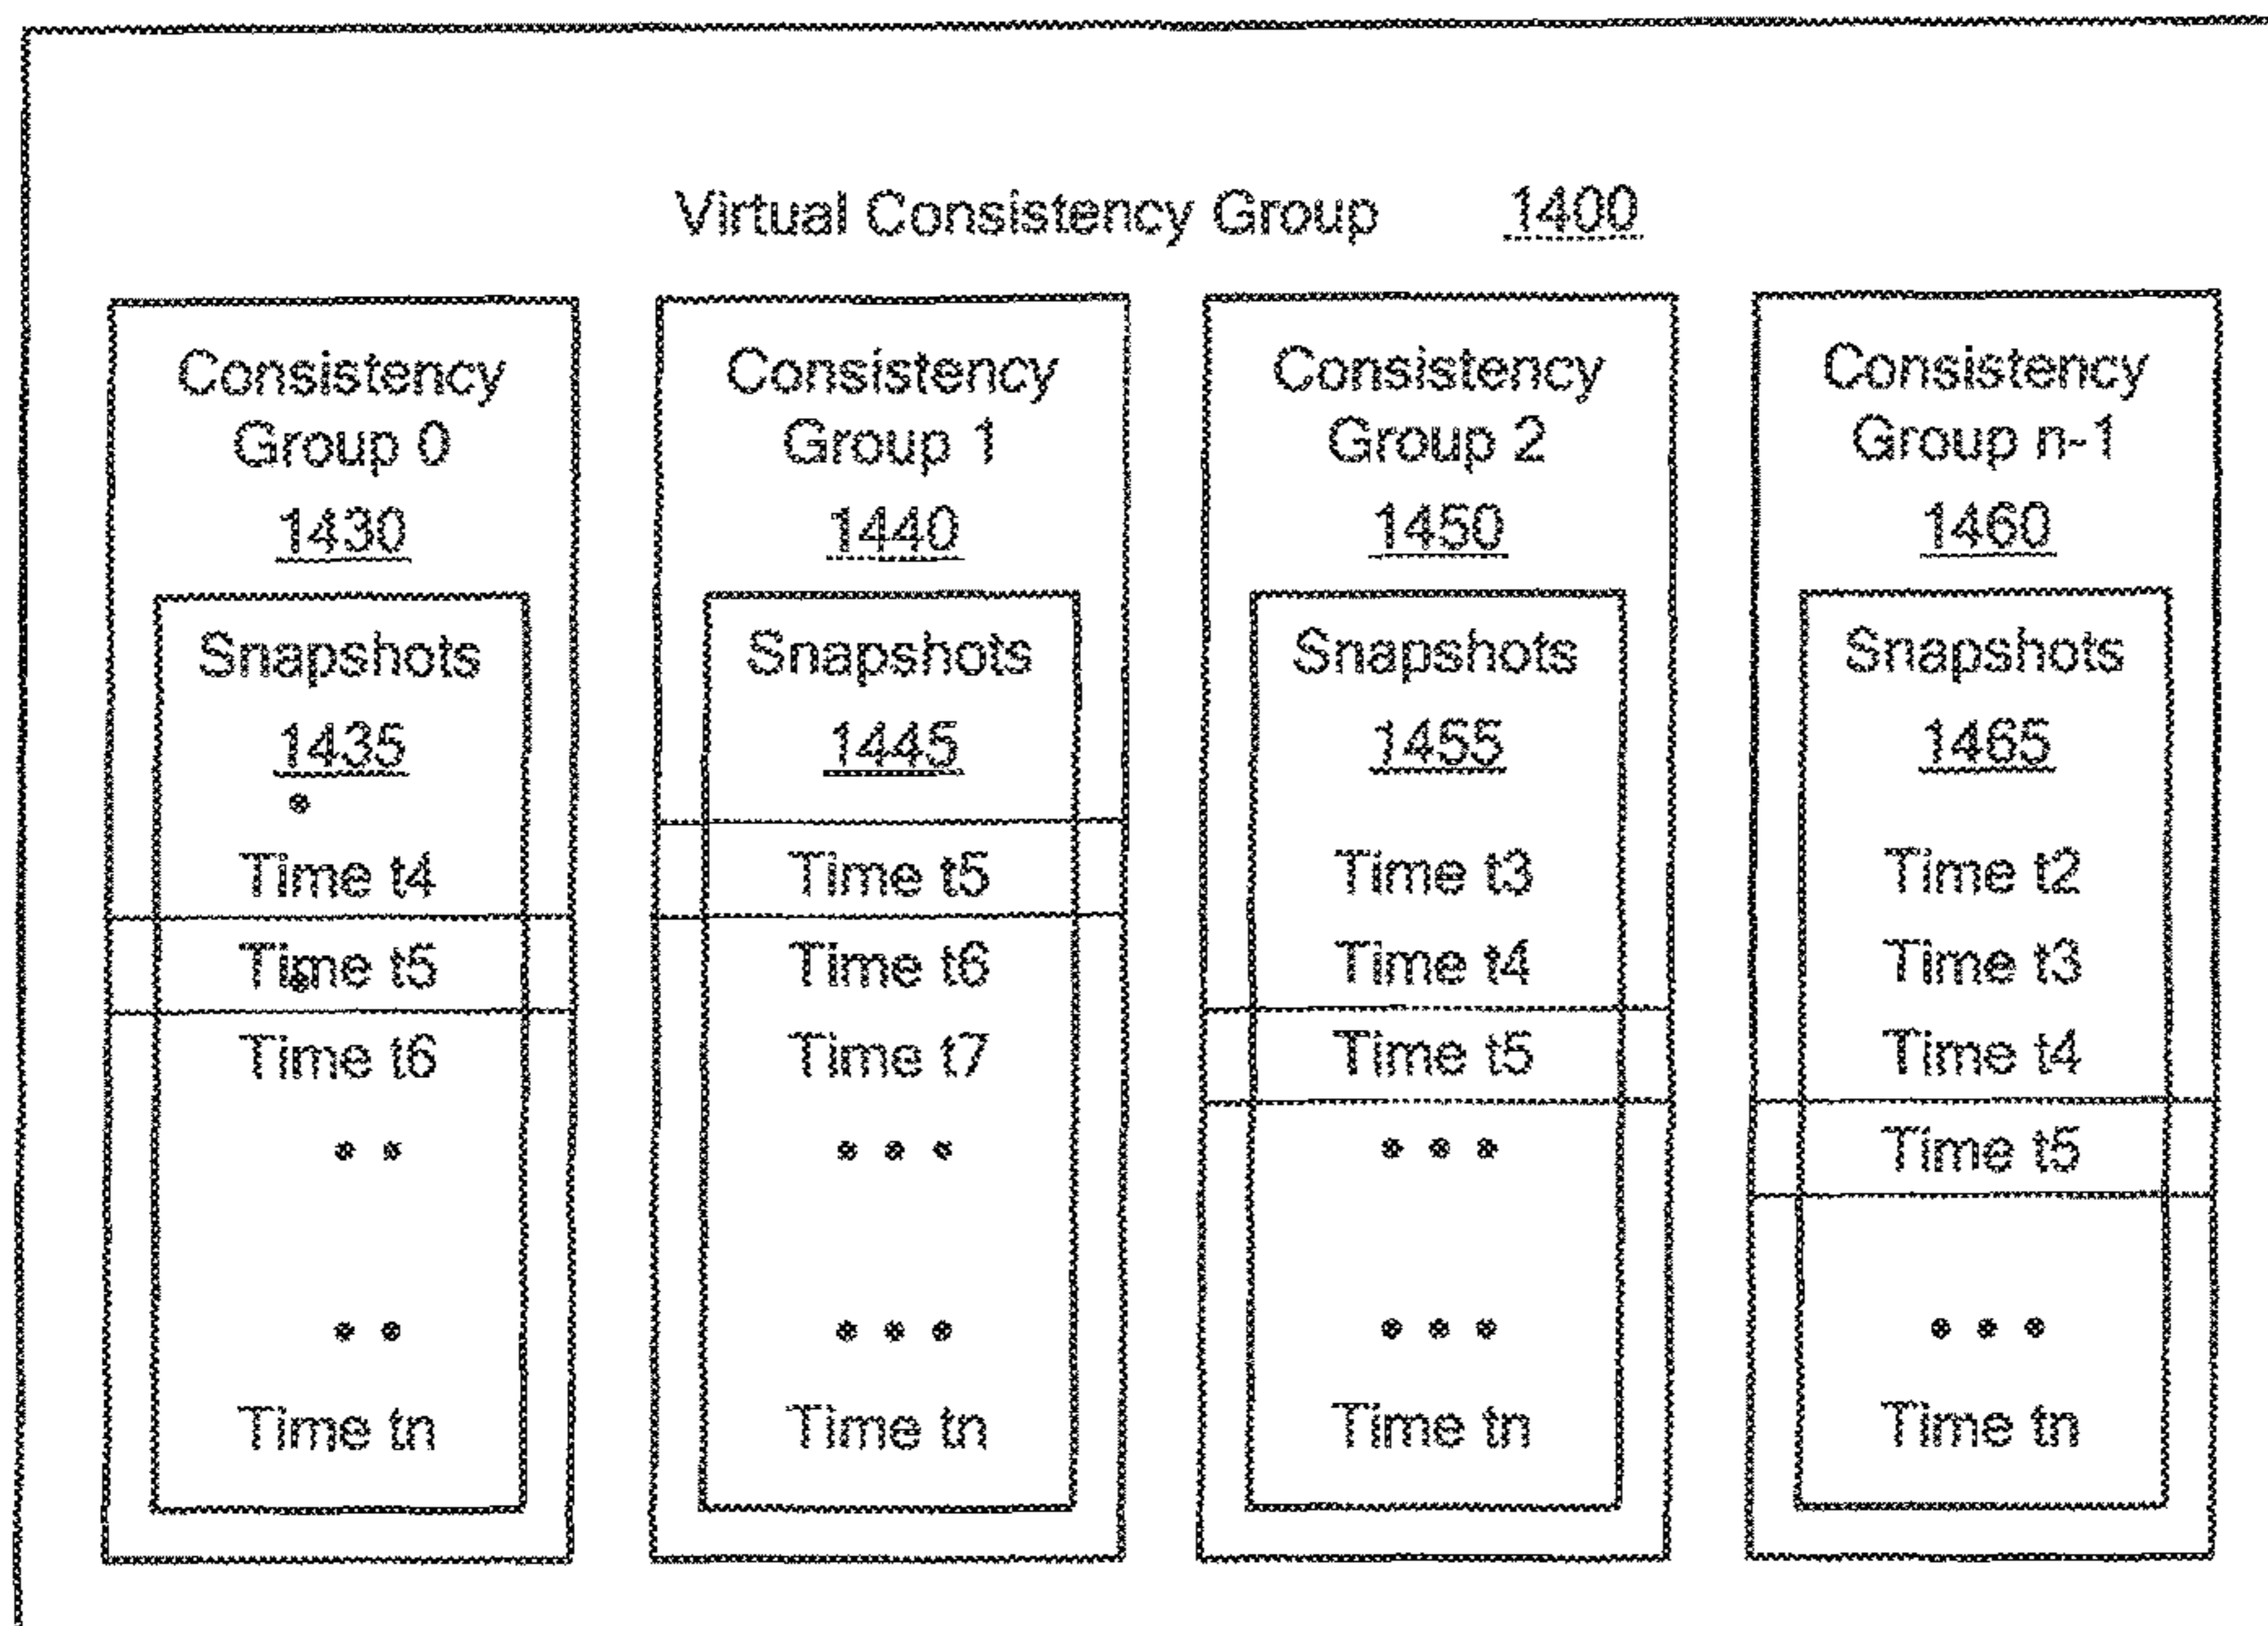 Virtual Consistency Group 1400
Consistency
Group 0
1430
Snapshots
1435
Time t4
Time t5
Time t6
• •
• •
Time tn
Consistency
Group 1
1440
Snapshots
1445
Time t5
Time t6
Time t7
• • •
• • •
Time tn
Consistency
Group 2
1450
Snapshots
1455
Time t3
Time t4
Time t5
• • •
• • •
Time tn
Consistency
Group n-1
1460
Snapshots
1465
Time t2
Time t3
Time t4
Time t5
• • •
Time tn